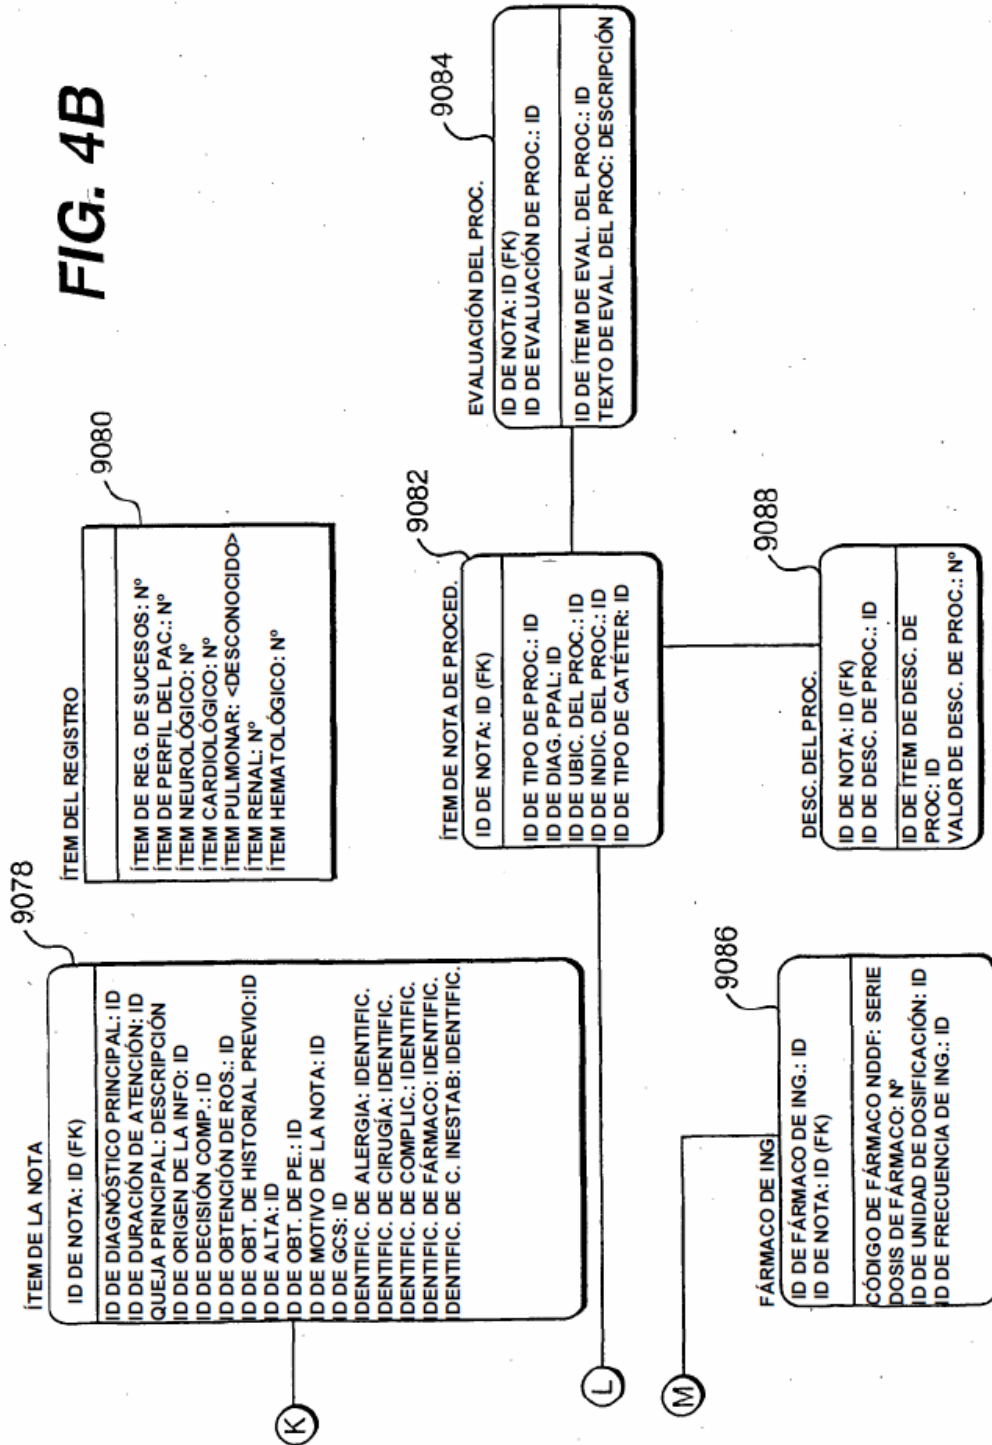 FIG. 4B
ÍTEM DE LA NOTA
9078
ID DE NOTA: ID (FK)
ID DE DIAGNÓSTICO PRINCIPAL: ID
ID DE DURACIÓN DE ATENCIÓN: ID
QUEJA PRINCIPAL: DESCRIPCIÓN
ID DE ORIGEN DE LA INFO: ID
ID DE DECISIÓN COMP.: ID
ID DE OBTENCIÓN DE ROS.: ID
ID DE OBT. DE HISTORIAL PREVIO:ID
ID DE ALTA: ID
ID DE OBT. DE PE.: ID
ID DE MOTIVO DE LA NOTA: ID
ID DE GCS: ID
IDENTIFIC. DE ALERGIA: IDENTIFIC.
IDENTIFIC. DE CIRUGÍA: IDENTIFIC.
IDENTIFIC. DE COMPLIC.: IDENTIFIC.
IDENTIFIC. DE FÁRMACO: IDENTIFIC.
IDENTIFIC. DE C. INESTAB: IDENTIFIC.
K
ÍTEM DEL REGISTRO
9080
ÍTEM DE REG. DE SUCESOS: Nº
ÍTEM DE PERFIL DEL PAC.: Nº
ÍTEM NEUROLÓGICO: Nº
ÍTEM CARDIOLÓGICO: Nº
ÍTEM PULMONAR: <DESCONOCIDO>
ÍTEM RENAL: Nº
ÍTEM HEMATOLÓGICO: Nº
ÍTEM DE NOTA DE PROCED.
9082
ID DE NOTA: ID (FK)
ID DE TIPO DE PROC.: ID
ID DE DIAG. PPAL: ID
ID DE UBIC. DEL PROC.: ID
ID DE INDIC. DEL PROC.: ID
ID DE TIPO DE CATÉTER: ID
L
EVALUACIÓN DEL PROC.
9084
ID DE NOTA: ID (FK)
ID DE EVALUACIÓN DE PROC.: ID
ID DE ÍTEM DE EVAL. DEL PROC.: ID
TEXTO DE EVAL. DEL PROC: DESCRIPCIÓN
M
FÁRMACO DE ING
9086
ID DE FÁRMACO DE ING.: ID
ID DE NOTA: ID (FK)
CÓDIGO DE FÁRMACO NDDF: SERIE
DOSIS DE FÁRMACO: Nº
ID DE UNIDAD DE DOSIFICACIÓN: ID
ID DE FRECUENCIA DE ING.: ID
DESC. DEL PROC.
9088
ID DE NOTA: ID (FK)
ID DE DESC. DE PROC.: ID
ID DE ÍTEM DE DESC. DE
PROC: ID
VALOR DE DESC. DE PROC.: Nº